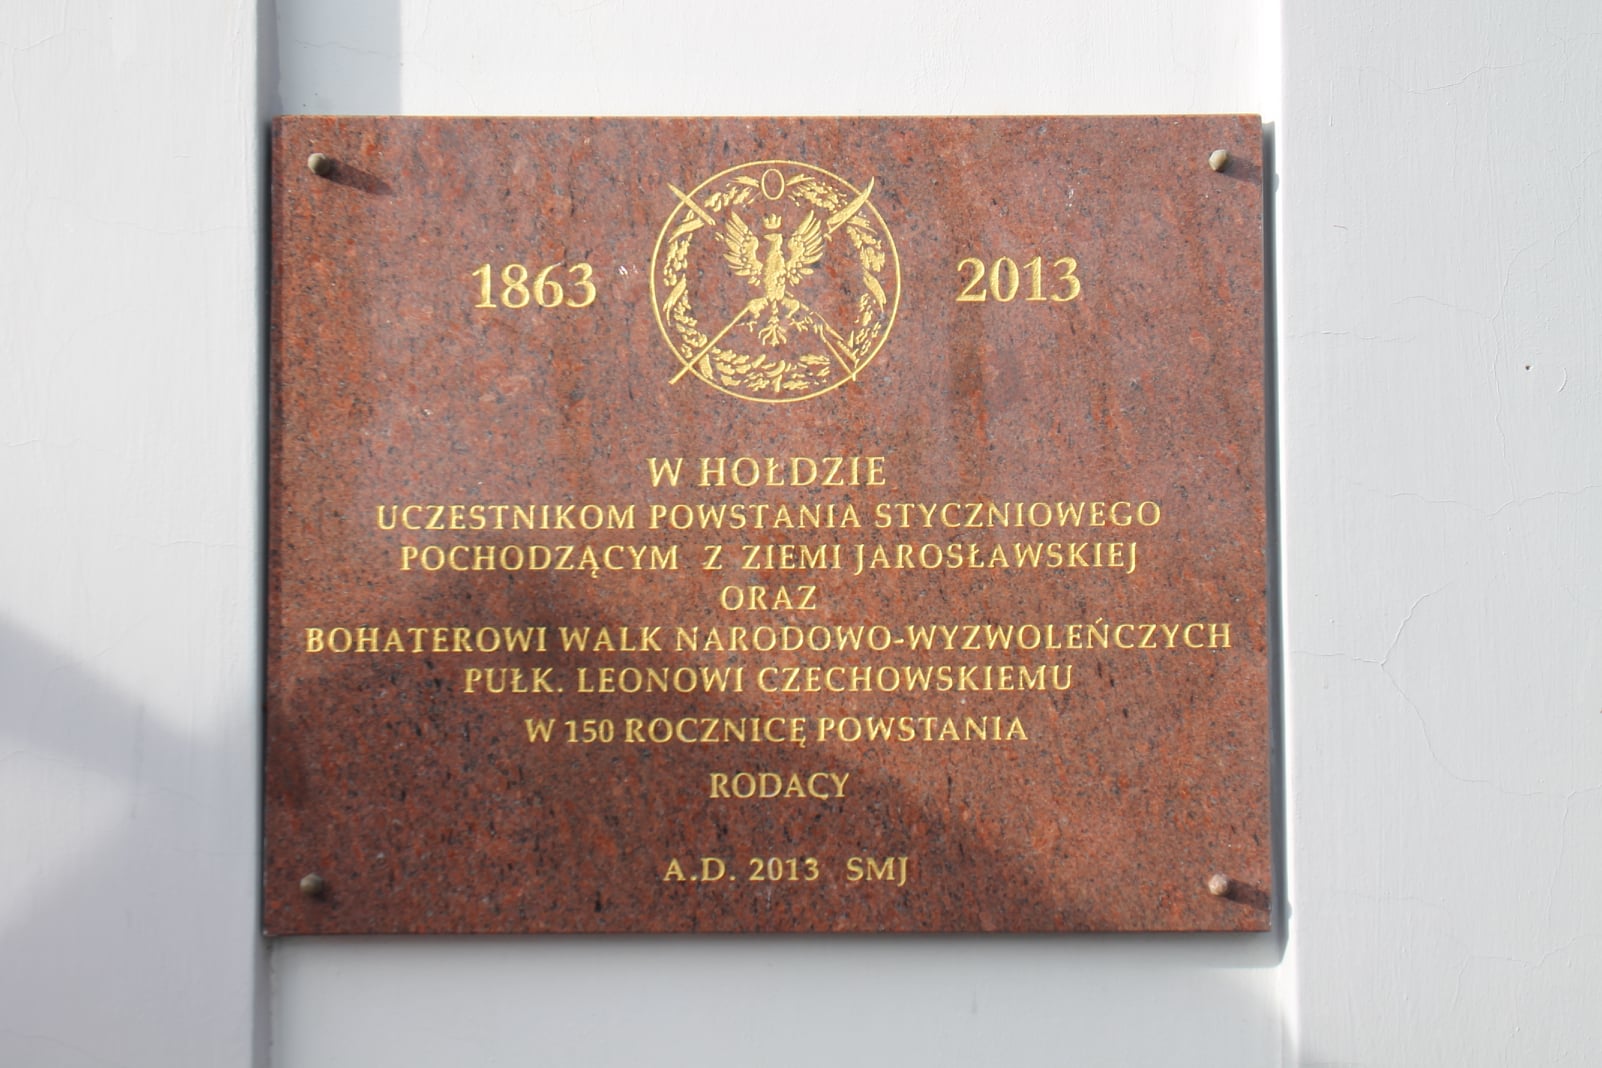 1863 2013
W HOŁDZIE
UCZESTNIKOM POWSTANIA STYCZNIOWEGO
POCHODZĄCYM Z ZIEMI JAROSŁAWSKIEJ
ORAZ
BOHATEROWI WALK NARODOWO-WYZWOLEŃCZYCH
PUŁK. LEONOWI CZECHOWSKIEMU
W 150 ROCZNICĘ POWSTANIA
RODACY
A.D. 2013 SMJ